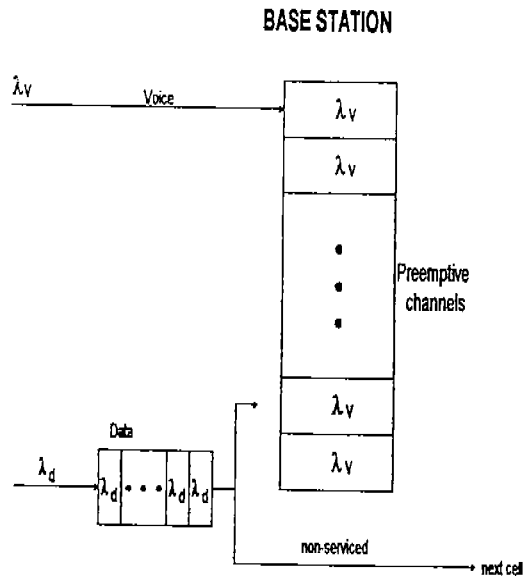 BASE STATION
λv
Voice
λv
λv
Preemptive
channels
λv
λv
Data
λd
λd
λd
λd
non-serviced
next cell